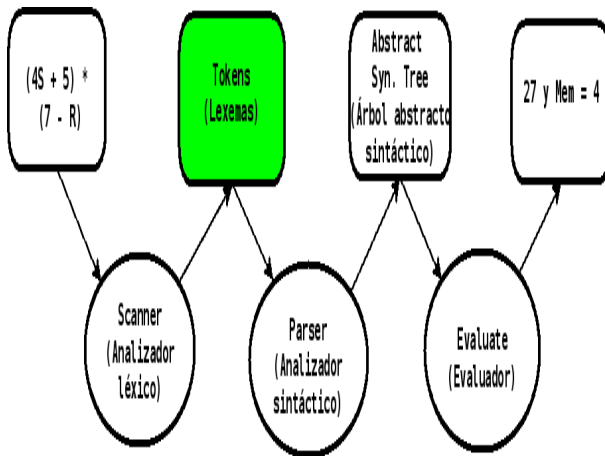 (4S + 5) *
(7 - R)
Tokens
(Lexemas)
Abstract
Syn. Tree
(Árbol abstracto
sintáctico)
27 y Mem = 4
Scanner
(Analizador
léxico)
Parser
(Analizador
sintáctico)
Evaluate
(Evaluador)